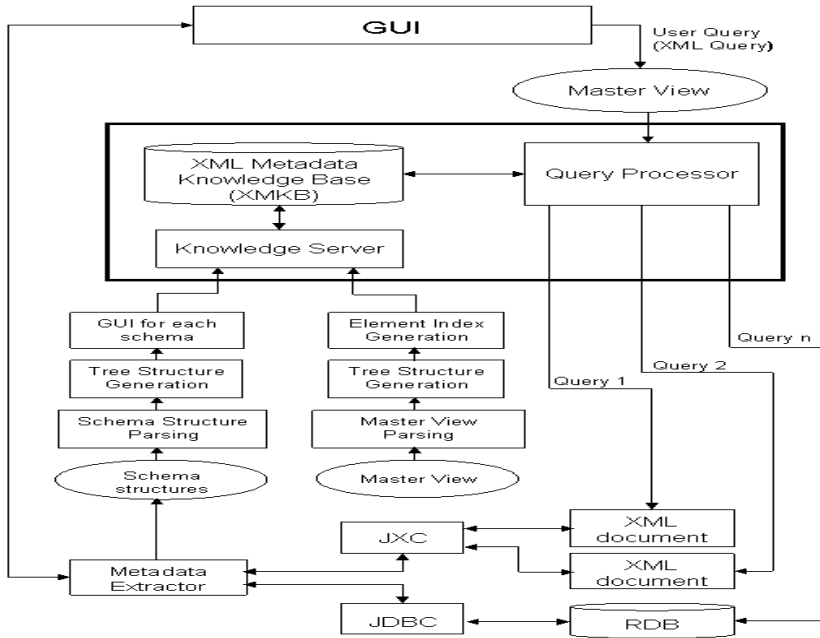 GUI
User Query
(XML Query)
Master View
XML Metadata
Knowledge Base
(XMKB)
Query Processor
Knowledge Server
GUI for each
schema
Element Index
Generation
Query n
Tree Structure
Generation
Tree Structure
Generation
Query 2
Query 1
Schema Structure
Parsing
Master View
Parsing
Schema
structures
Master View
XML
document
JXC
XML
document
Metadata
Extractor
JDBC
RDB